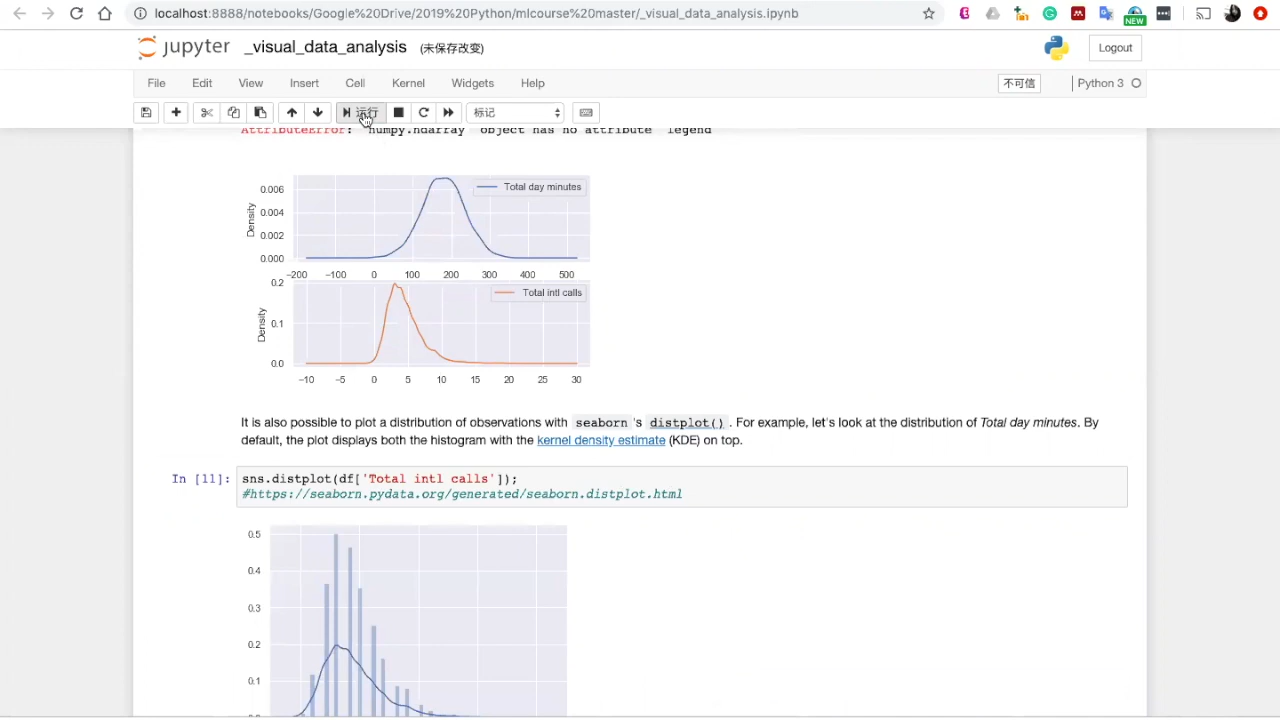 localhost:8888/notebooks/Google%20Drive/2019%20Python/mlcourse%20master/_visual_data_analysis.ipynb
NEW
jupyter _visual_data_analysis (未保存改变)
Logout
File Edit View Insert Cell Kernel Widgets Help
不可信 Python 3
运行 标记
AttributeError: 'numpy.ndarray' object has no attribute 'legend'
Total day minutes
Density
0.006
0.004
0.002
0.000
−200 −100 0 100 200 300 400 500
Total intl calls
Density
0.2
0.1
0.0
−10 −5 0 5 10 15 20 25 30
It is also possible to plot a distribution of observations with seaborn's distplot(). For example, let's look at the distribution of Total day minutes. By
default, the plot displays both the histogram with the kernel density estimate (KDE) on top.
In [11]: sns.distplot(df['Total intl calls']);
#https://seaborn.pydata.org/generated/seaborn.distplot.html
0.5
0.4
0.3
0.2
0.1
0.0